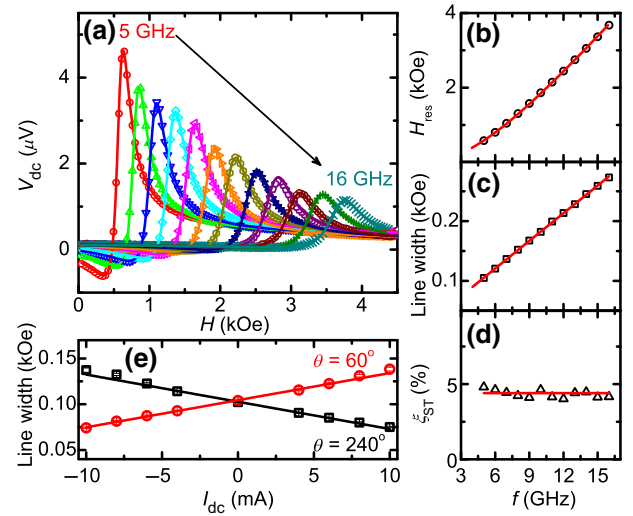 (a)
5 GHz
16 GHz
V_dc (μV)
4
2
0
0
1
2
3
4
H (kOe)
(b)
H_res (kOe)
4
2
0
(c)
Line width (kOe)
0.2
0.1
(d)
ξ_ST (%)
10
5
0
3
6
9
12
15
f (GHz)
(e)
θ = 60°
θ = 240°
Line width (kOe)
0.15
0.10
0.05
−10
−5
0
5
10
I_dc (mA)